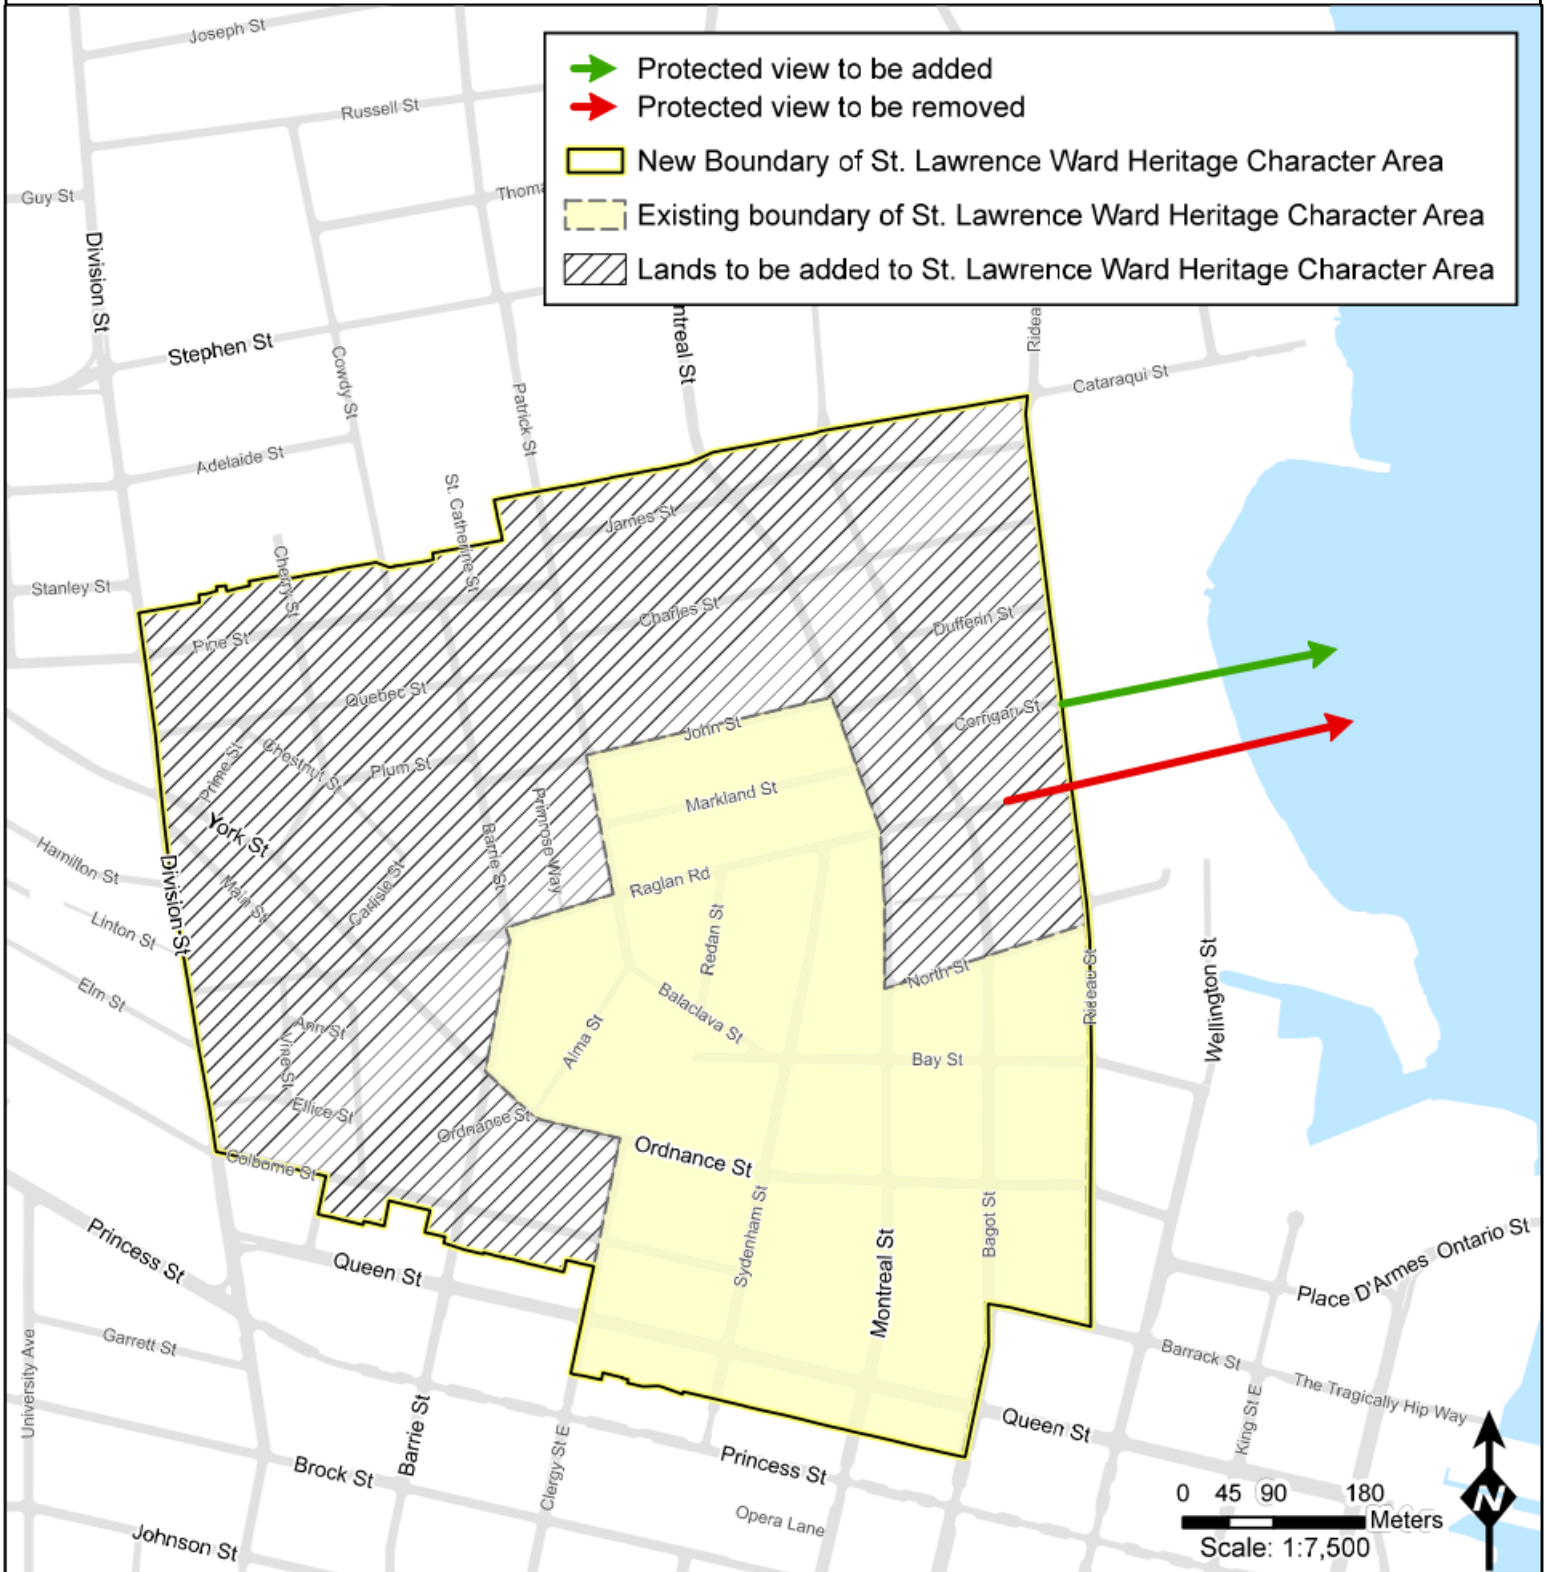 Joseph St
Russell St
Guy St
Thoma
Division St
Protected view to be added
Protected view to be removed
New Boundary of St. Lawrence Ward Heritage Character Area
Existing boundary of St. Lawrence Ward Heritage Character Area
Lands to be added to St. Lawrence Ward Heritage Character Area
Stephen St
Cowdy St
Patrick St
ntreal St
Ridea
Cataraqui St
Adelaide St
St. Catherine St
James St
Cherry St
Stanley St
Pine St
Charles St
Dufferin St
Quebec St
Corrigan St
John St
Prime St
Chestnut St
Plum St
Markland St
Primrose Way
York St
Hamilton St
Barrie St
Raglan Rd
Main St
Carlisle St
Linton St
Division St
Redan St
North St
Elm St
Balaclava St
Rideau St
Wellington St
Ann St
Vine St
Alma St
Bay St
Ellice St
Ordnance St
Ordnance St
Colborne St
Sydenham St
Montreal St
Bagot St
Princess St
Queen St
Place D'Armes
Ontario St
Garrett St
University Ave
Barrack St
The Tragically Hip Way
King St E
Barrie St
Clergy St E
Queen St
Brock St
Princess St
Opera Lane
Johnson St
0 45 90 180
Meters
Scale: 1:7,500
N